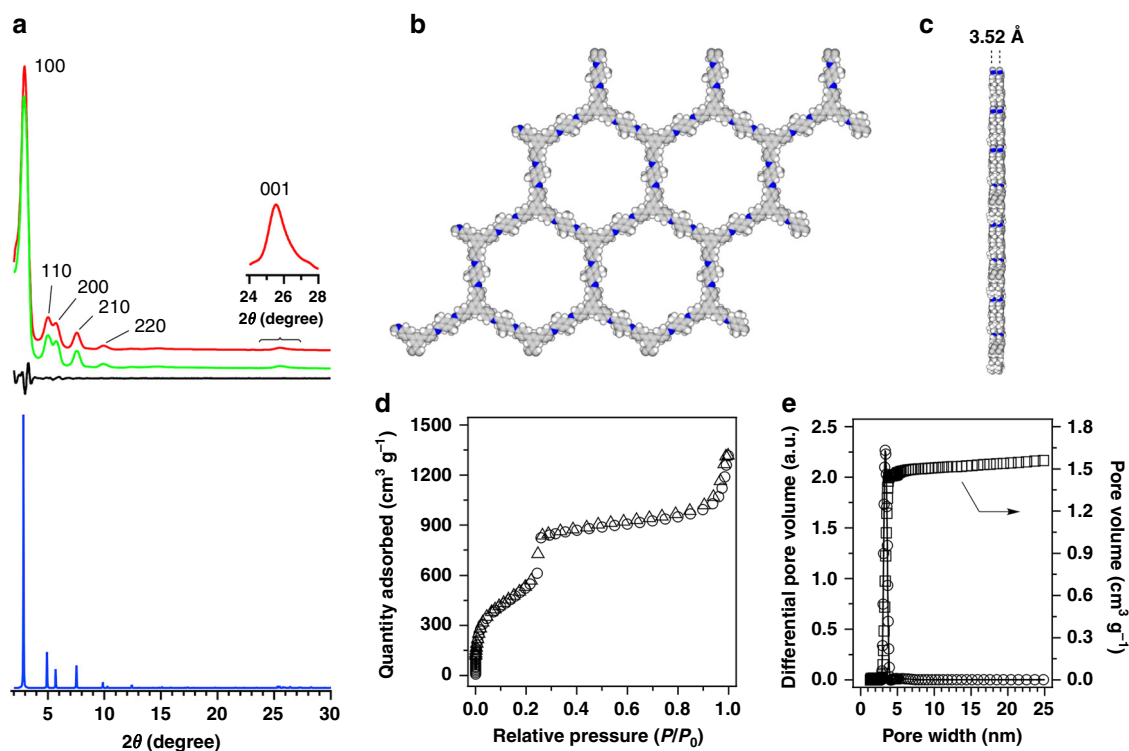 a
100
110
200
210
220
001
24 26 28
2θ (degree)
5 10 15 20 25 30
2θ (degree)
b
c
3.52 Å
d
1500
1200
900
600
300
0
Quantity adsorbed (cm³ g⁻¹)
0.0 0.2 0.4 0.6 0.8 1.0
Relative pressure (P/P₀)
e
2.5
2.0
1.5
1.0
0.5
0.0
Differential pore volume (a.u.)
1.8
1.5
1.2
0.9
0.6
0.3
0.0
Pore volume (cm³ g⁻¹)
0 5 10 15 20 25
Pore width (nm)